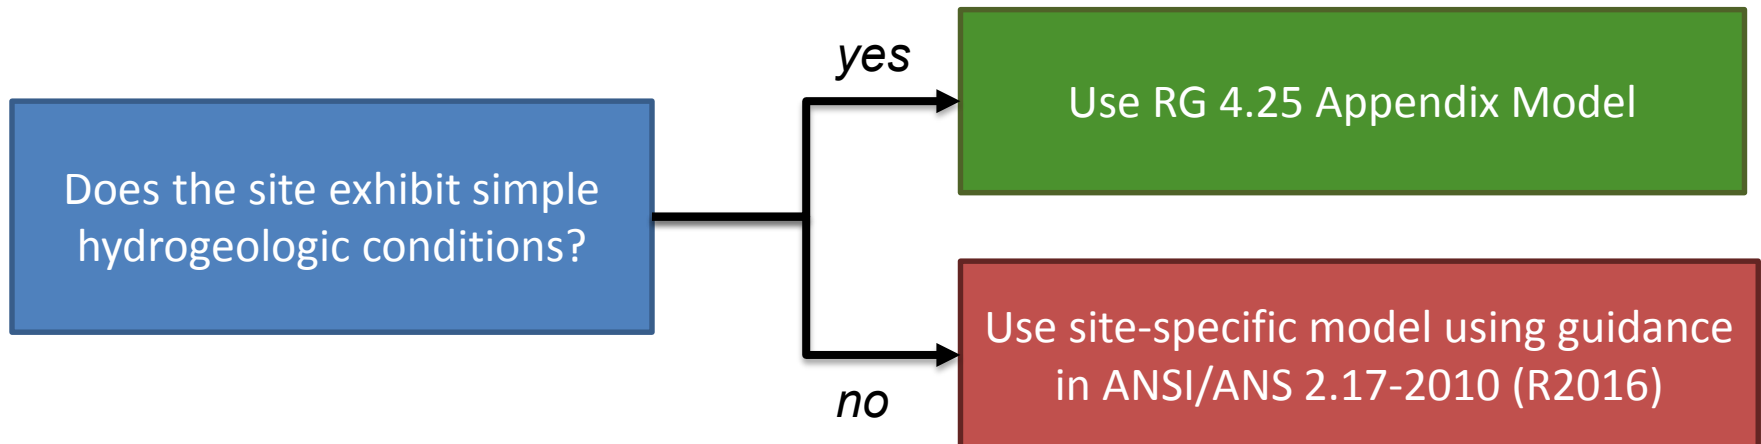 Does the site exhibit simple
hydrogeologic conditions?
yes
Use RG 4.25 Appendix Model
no
Use site-specific model using guidance
in ANSI/ANS 2.17-2010 (R2016)